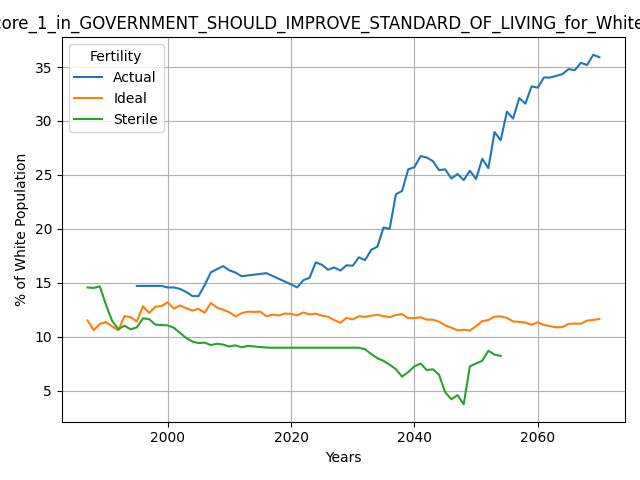 core_1_in_GOVERNMENT_SHOULD_IMPROVE_STANDARD_OF_LIVING_for_White
Fertility
Actual
Ideal
Sterile
35
30
25
20
15
10
5
% of White Population
2000
2020
2040
2060
Years